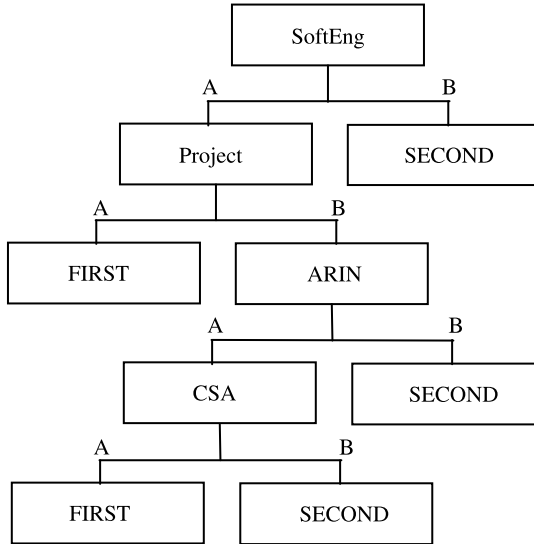 SoftEng
A B
Project SECOND
A B
FIRST ARIN
A B
CSA SECOND
A B
FIRST SECOND